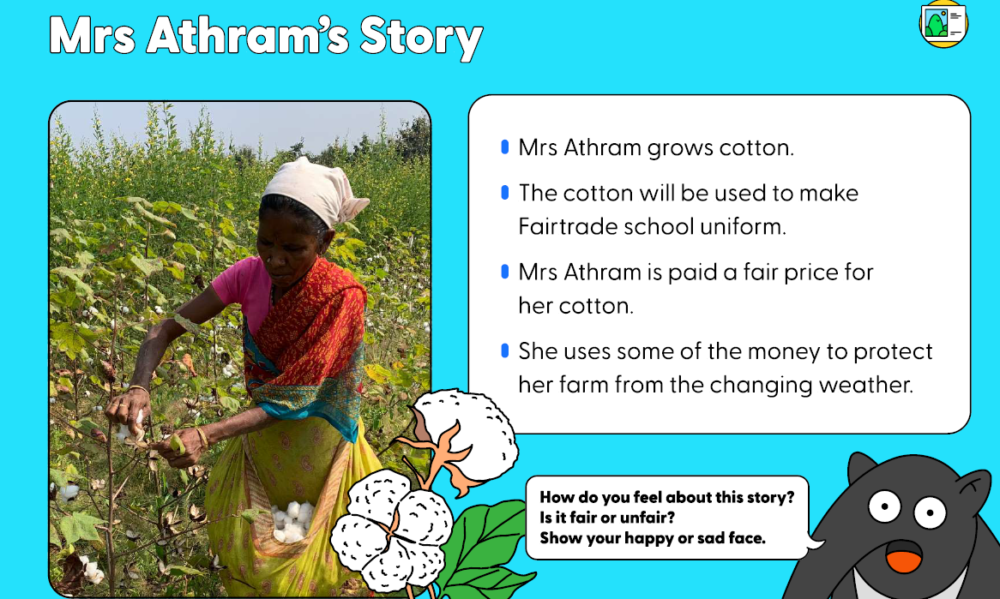 Mrs Athram’s Story
Mrs Athram grows cotton.
The cotton will be used to make
Fairtrade school uniform.
Mrs Athram is paid a fair price for
her cotton.
She uses some of the money to protect
her farm from the changing weather.
How do you feel about this story?
Is it fair or unfair?
Show your happy or sad face.